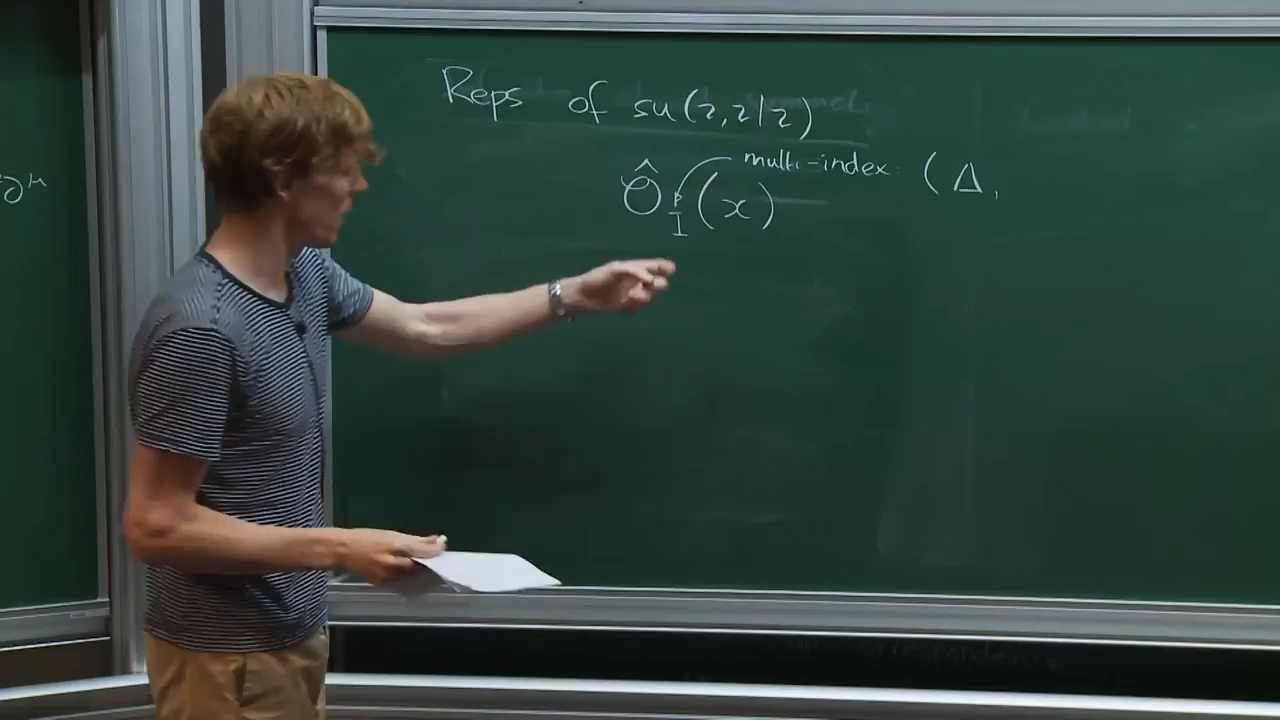 Reps of su(2,2|2)
multi-index: (Δ,
Ô_I(x)
∂^μ